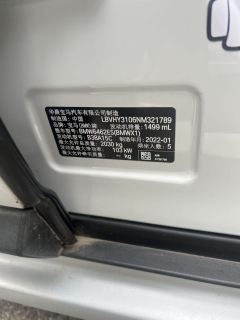 华晨宝马汽车有限公司制造
制造国：中国 LBVHY3106NM321789
品牌：宝马(BMW)牌 发动机排量：1499 mL
整车型号：BMW6462ES(BMWX1)
发动机型号：B38A15C 制造年月：2022-01
最大允许总质量：2030 kg 乘坐人数：5
发动机最大净功率：103 kW